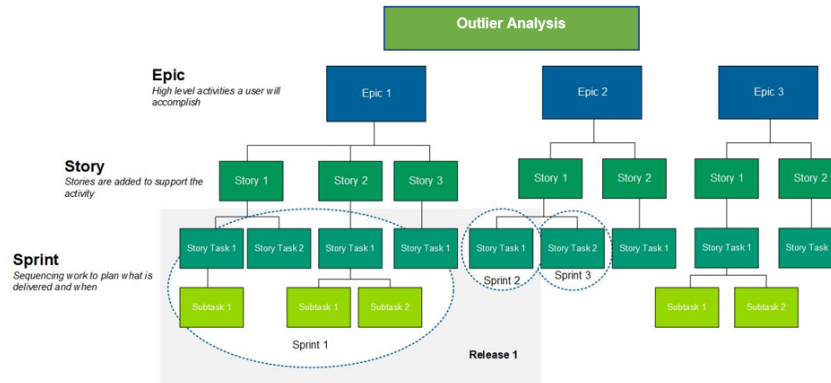 Outlier Analysis
Epic
High level activities a user will
accomplish
Epic 1
Epic 2
Epic 3
Story
Stories are added to support the
activity
Story 1
Story 2
Story 3
Story 1
Story 2
Story 1
Story 2
Sprint
Sequencing work to plan what is
delivered and when
Story Task 1
Story Task 2
Story Task 1
Story Task 1
Story Task 1
Story Task 2
Story Task 1
Story Task 1
Story Task
Sprint 2
Sprint 3
Subtask 1
Subtask 1
Subtask 2
Subtask 1
Subtask 2
Sprint 1
Release 1